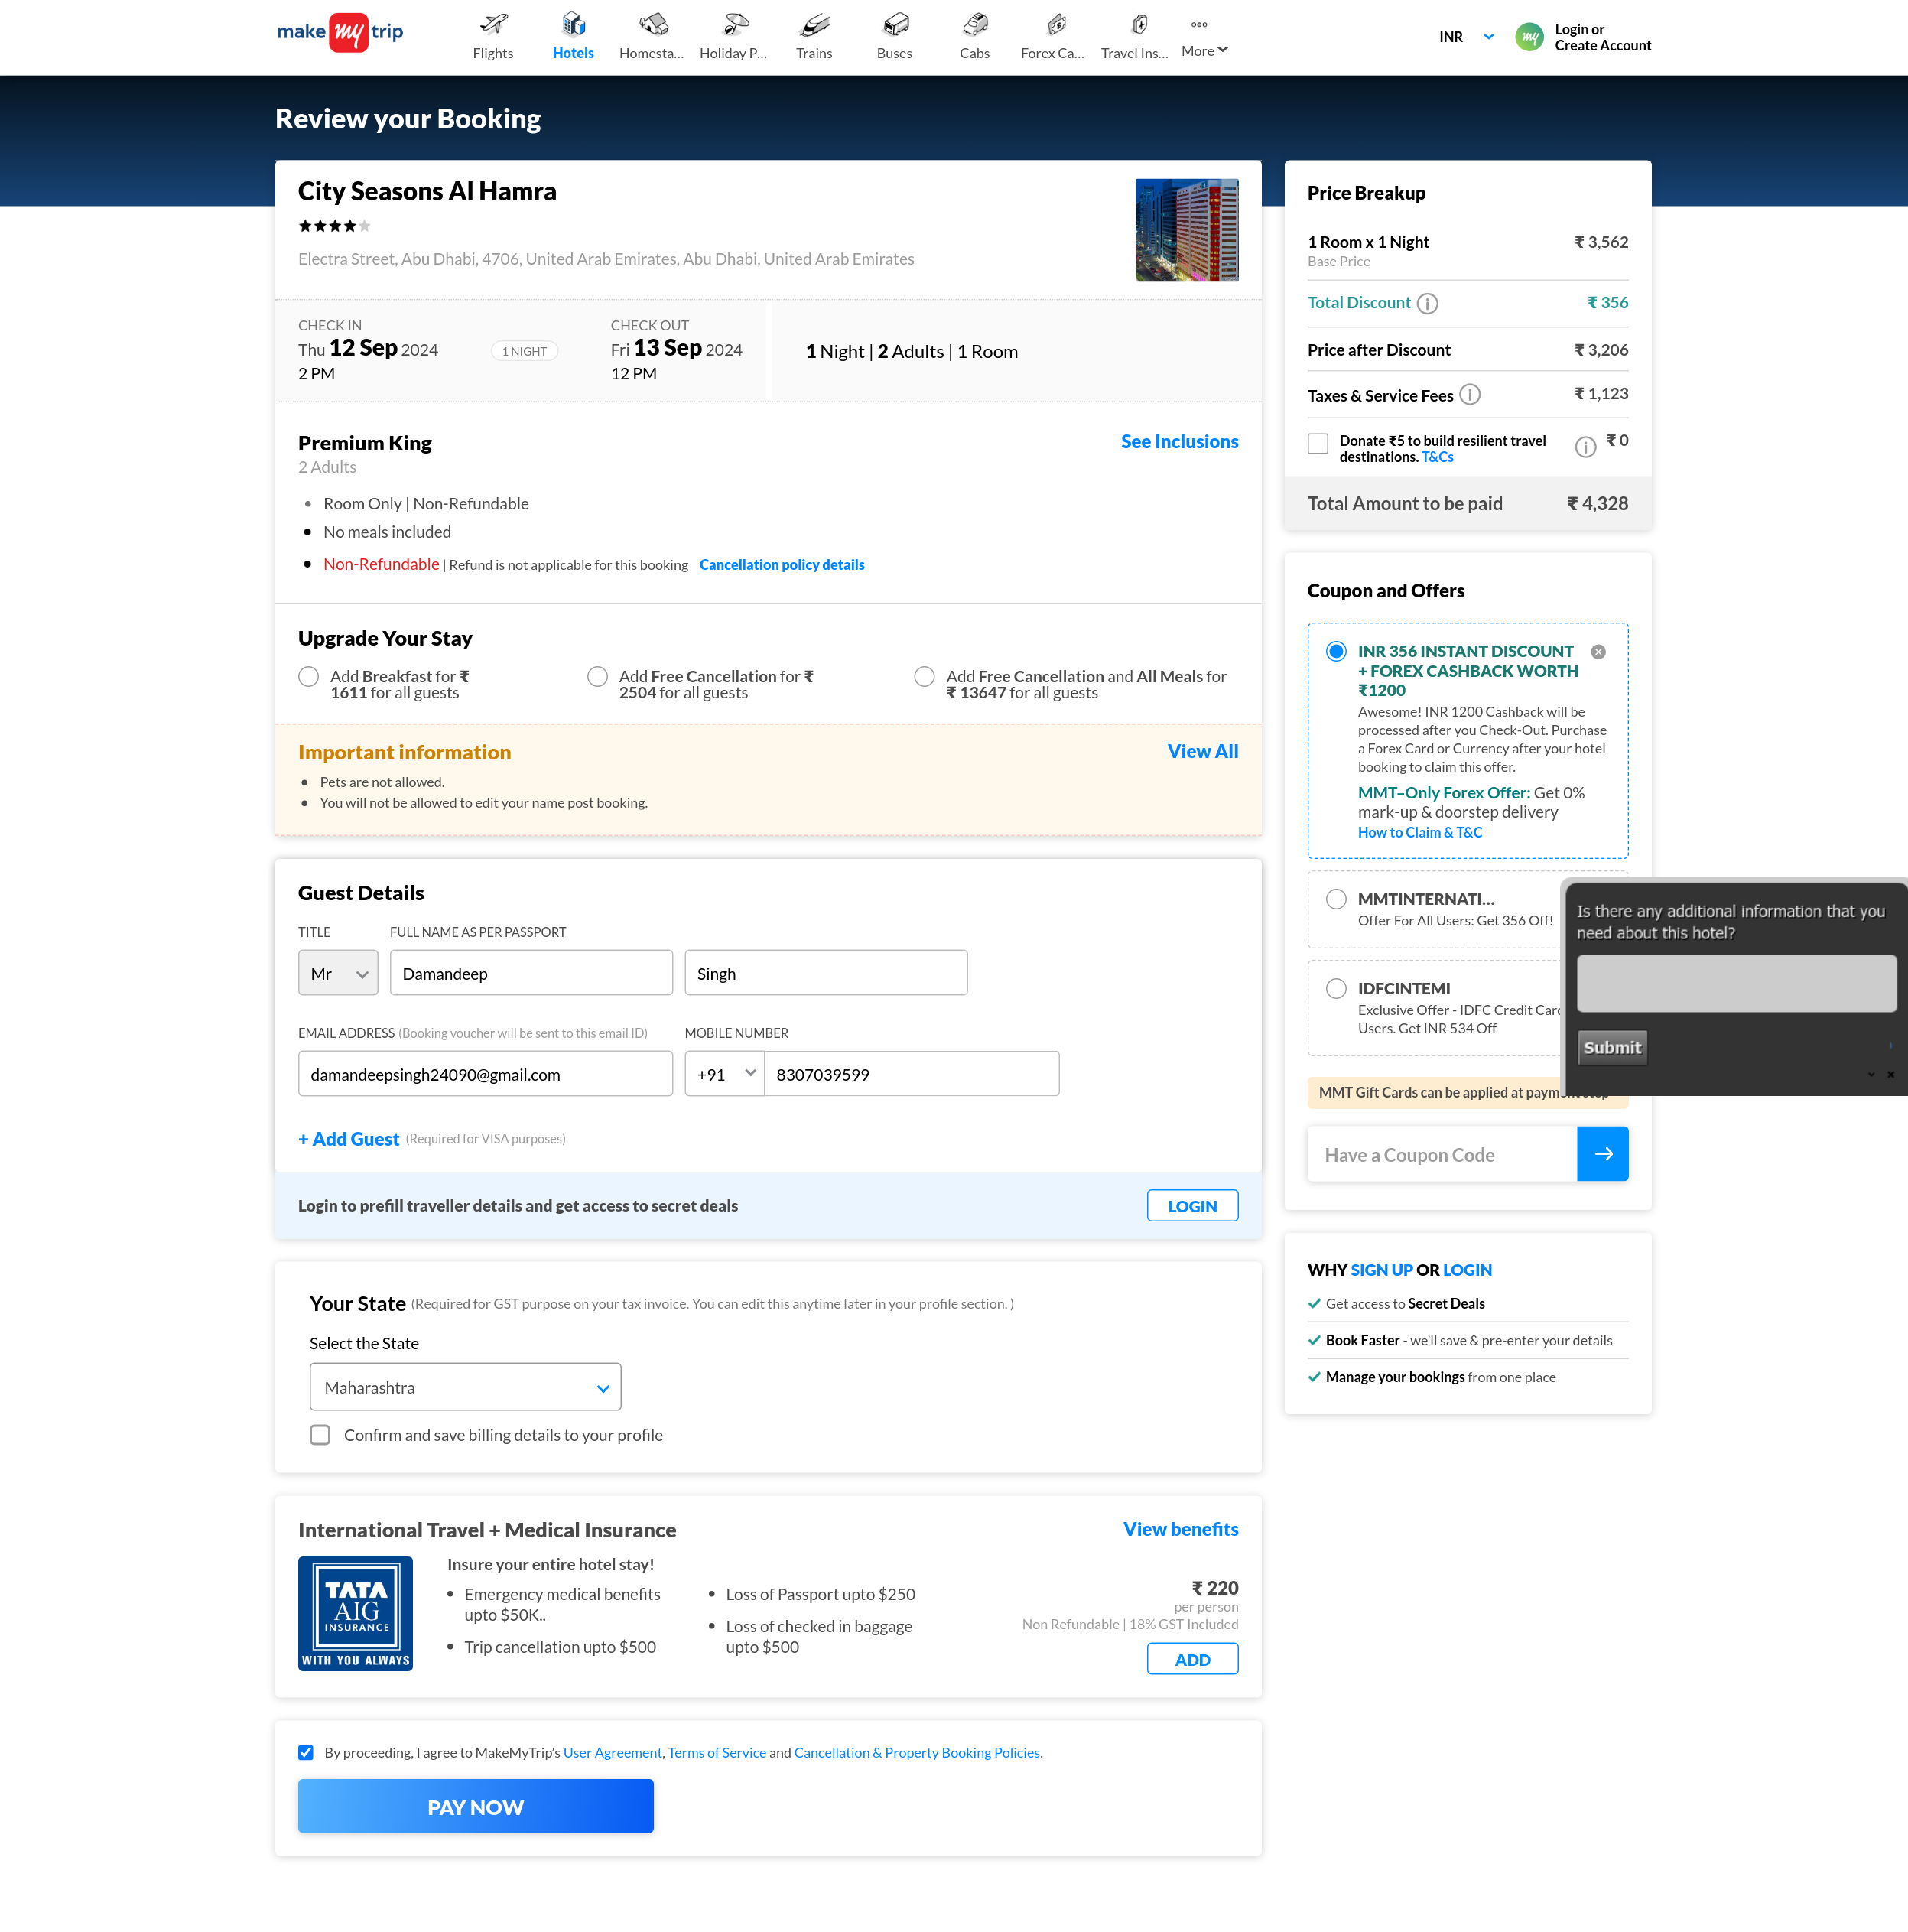 make my trip
Flights
Hotels
Homesta...
Holiday P...
Trains
Buses
Cabs
Forex Ca...
Travel Ins...
More
INR
my
Login or
Create Account
Review your Booking
City Seasons Al Hamra
Electra Street, Abu Dhabi, 4706, United Arab Emirates, Abu Dhabi, United Arab Emirates
CHECK IN
Thu 12 Sep 2024
2 PM
1 NIGHT
CHECK OUT
Fri 13 Sep 2024
12 PM
1 Night | 2 Adults | 1 Room
Premium King
See Inclusions
2 Adults
Room Only | Non-Refundable
No meals included
Non-Refundable | Refund is not applicable for this booking Cancellation policy details
Upgrade Your Stay
Add Breakfast for ₹
1611 for all guests
Add Free Cancellation for ₹
2504 for all guests
Add Free Cancellation and All Meals for
₹ 13647 for all guests
Important information
View All
Pets are not allowed.
You will not be allowed to edit your name post booking.
Guest Details
TITLE
FULL NAME AS PER PASSPORT
Mr
Damandeep
Singh
EMAIL ADDRESS (Booking voucher will be sent to this email ID)
MOBILE NUMBER
damandeepsingh24090@gmail.com
+91
8307039599
+ Add Guest (Required for VISA purposes)
Login to prefill traveller details and get access to secret deals
LOGIN
Your State (Required for GST purpose on your tax invoice. You can edit this anytime later in your profile section. )
Select the State
Maharashtra
Confirm and save billing details to your profile
International Travel + Medical Insurance
View benefits
TATA
AIG
INSURANCE
WITH YOU ALWAYS
Insure your entire hotel stay!
Emergency medical benefits
upto $50K..
Trip cancellation upto $500
Loss of Passport upto $250
Loss of checked in baggage
upto $500
₹ 220
per person
Non Refundable | 18% GST Included
ADD
By proceeding, I agree to MakeMyTrip's User Agreement, Terms of Service and Cancellation & Property Booking Policies.
PAY NOW
Price Breakup
1 Room x 1 Night
₹ 3,562
Base Price
Total Discount
₹ 356
Price after Discount
₹ 3,206
Taxes & Service Fees
₹ 1,123
Donate ₹5 to build resilient travel
destinations. T&Cs
₹ 0
Total Amount to be paid
₹ 4,328
Coupon and Offers
INR 356 INSTANT DISCOUNT
+ FOREX CASHBACK WORTH
₹1200
Awesome! INR 1200 Cashback will be
processed after you Check-Out. Purchase
a Forex Card or Currency after your hotel
booking to claim this offer.
MMT–Only Forex Offer: Get 0%
mark-up & doorstep delivery
How to Claim & T&C
MMTINTERNATI...
Offer For All Users: Get 356 Off!
IDFCINTEMI
Exclusive Offer - IDFC Credit
Users. Get INR 534 Off
MMT Gift Cards can be applied at
Have a Coupon Code
WHY SIGN UP OR LOGIN
Get access to Secret Deals
Book Faster - we'll save & pre-enter your details
Manage your bookings from one place
Is there any additional information that you
need about this hotel?
Submit